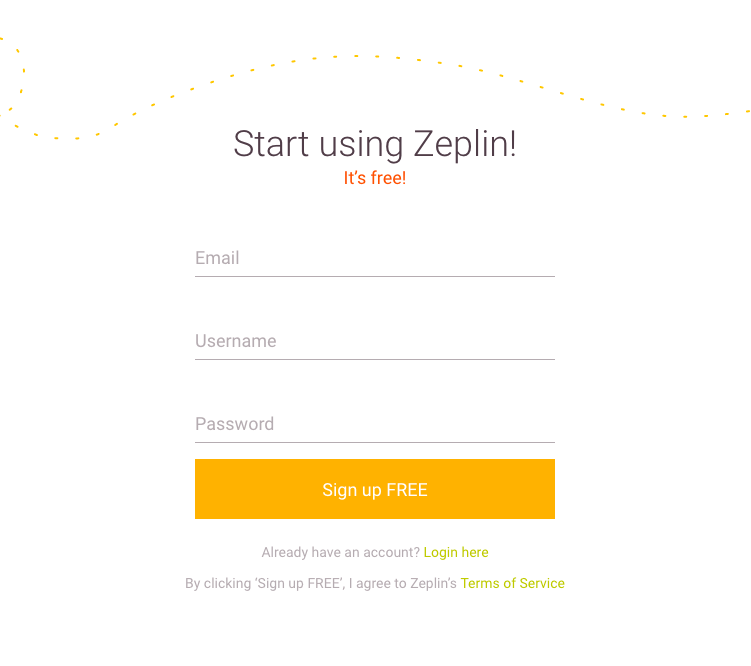 Start using Zeplin!
It’s free!
Email
Username
Password
Sign up FREE
Already have an account? Login here
By clicking ‘Sign up FREE’, I agree to Zeplin’s Terms of Service